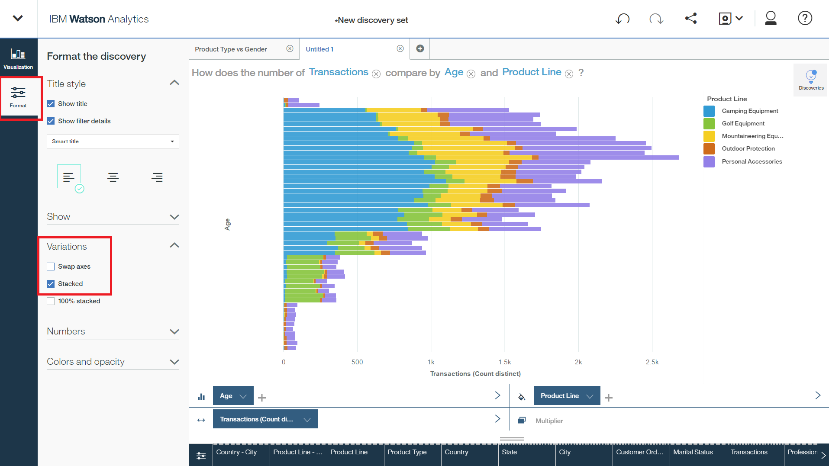 IBM Watson Analytics
•New discovery set
Visualization
Format
Format the discovery
Title style
Show title
Show filter details
Smart title
Show
Variations
Swap axes
Stacked
100% stacked
Numbers
Colors and opacity
Product Type vs Gender
Untitled 1
How does the number of Transactions compare by Age and Product Line ?
Discoveries
Product Line
Camping Equipment
Golf Equipment
Mountaineering Equ...
Outdoor Protection
Personal Accessories
Age
0 500 1k 1.5k 2k 2.5k
Transactions (Count distinct)
Age
Product Line
Transactions (Count di...
Multiplier
Country - City Product Line - ... Product Line Product Type Country State City Customer Ord... Marital Status Transactions Profession